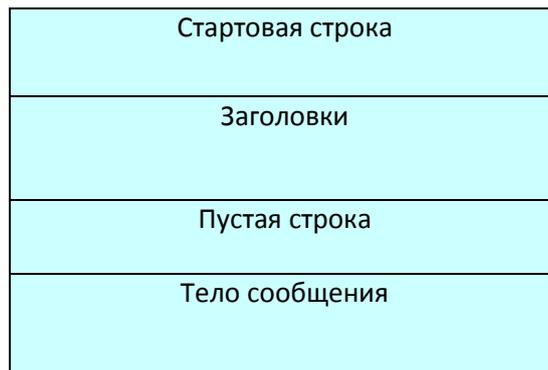 Стартовая строка
Заголовки
Пустая строка
Тело сообщения